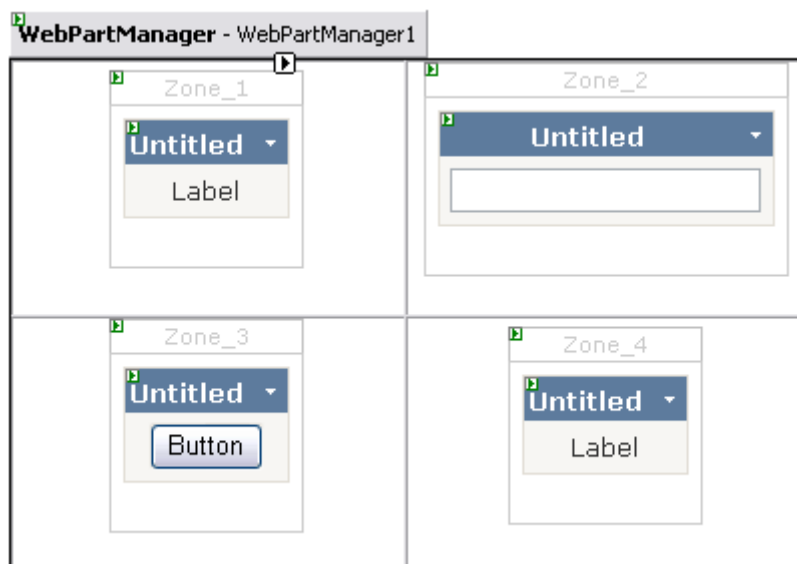 WebPartManager - WebPartManager1
Zone_1
Untitled
Label
Zone_2
Untitled
Zone_3
Untitled
Button
Zone_4
Untitled
Label